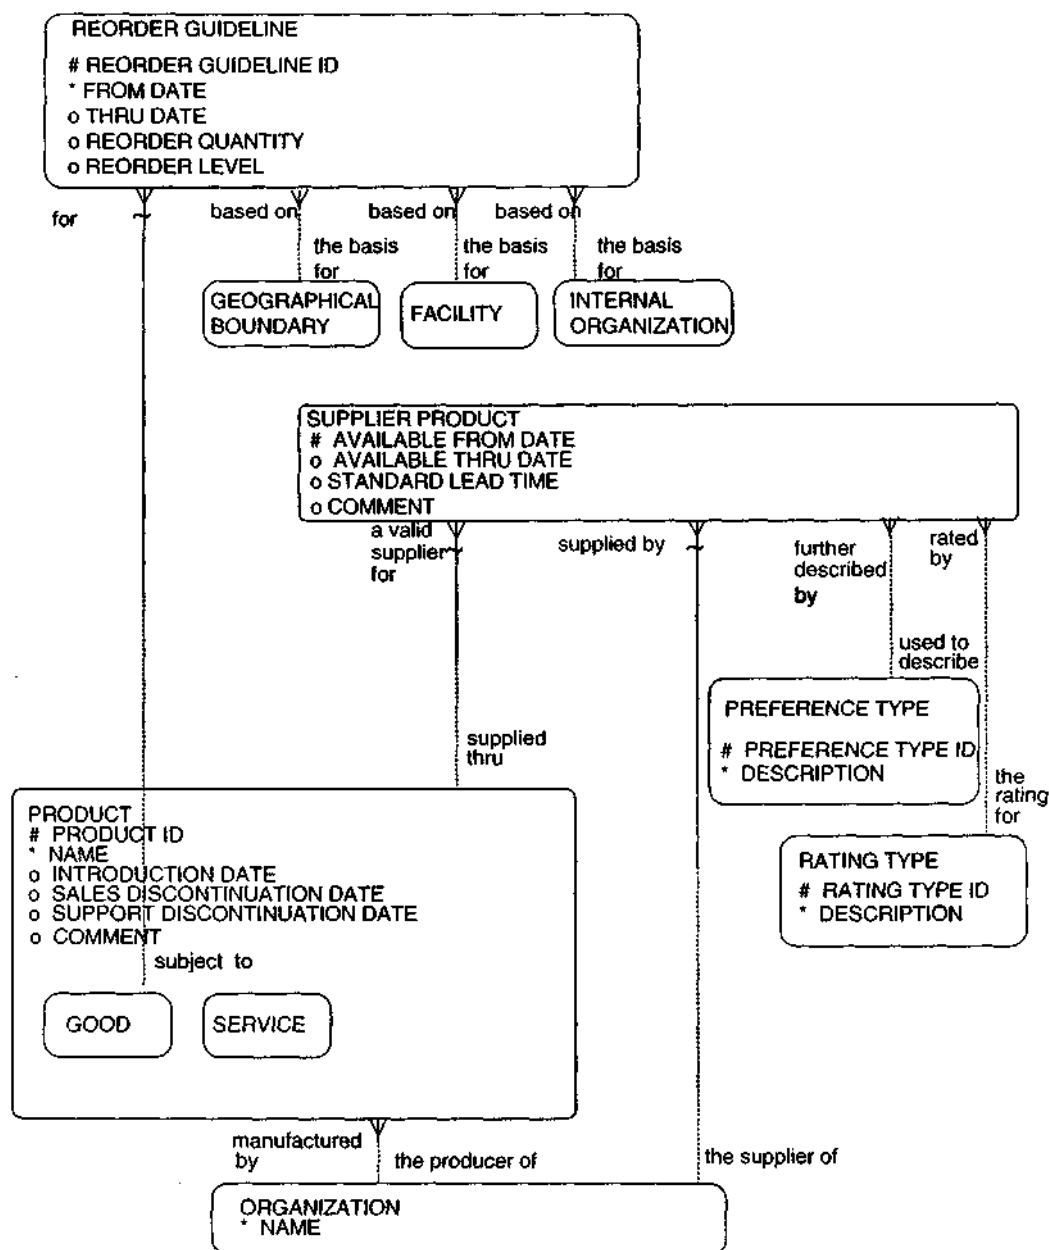 REORDER GUIDELINE
# REORDER GUIDELINE ID
* FROM DATE
o THRU DATE
o REORDER QUANTITY
o REORDER LEVEL
for
based on
based on
based on
the basis
for
the basis
for
the basis
for
GEOGRAPHICAL
BOUNDARY
FACILITY
INTERNAL
ORGANIZATION
SUPPLIER PRODUCT
# AVAILABLE FROM DATE
o AVAILABLE THRU DATE
o STANDARD LEAD TIME
o COMMENT
a valid
supplier
for
supplied by
further
described
by
rated
by
used to
describe
PREFERENCE TYPE
# PREFERENCE TYPE ID
* DESCRIPTION
supplied
thru
the
rating
for
PRODUCT
# PRODUCT ID
* NAME
o INTRODUCTION DATE
o SALES DISCONTINUATION DATE
o SUPPORT DISCONTINUATION DATE
o COMMENT
RATING TYPE
# RATING TYPE ID
* DESCRIPTION
subject to
GOOD
SERVICE
manufactured
by
the producer of
the supplier of
ORGANIZATION
* NAME